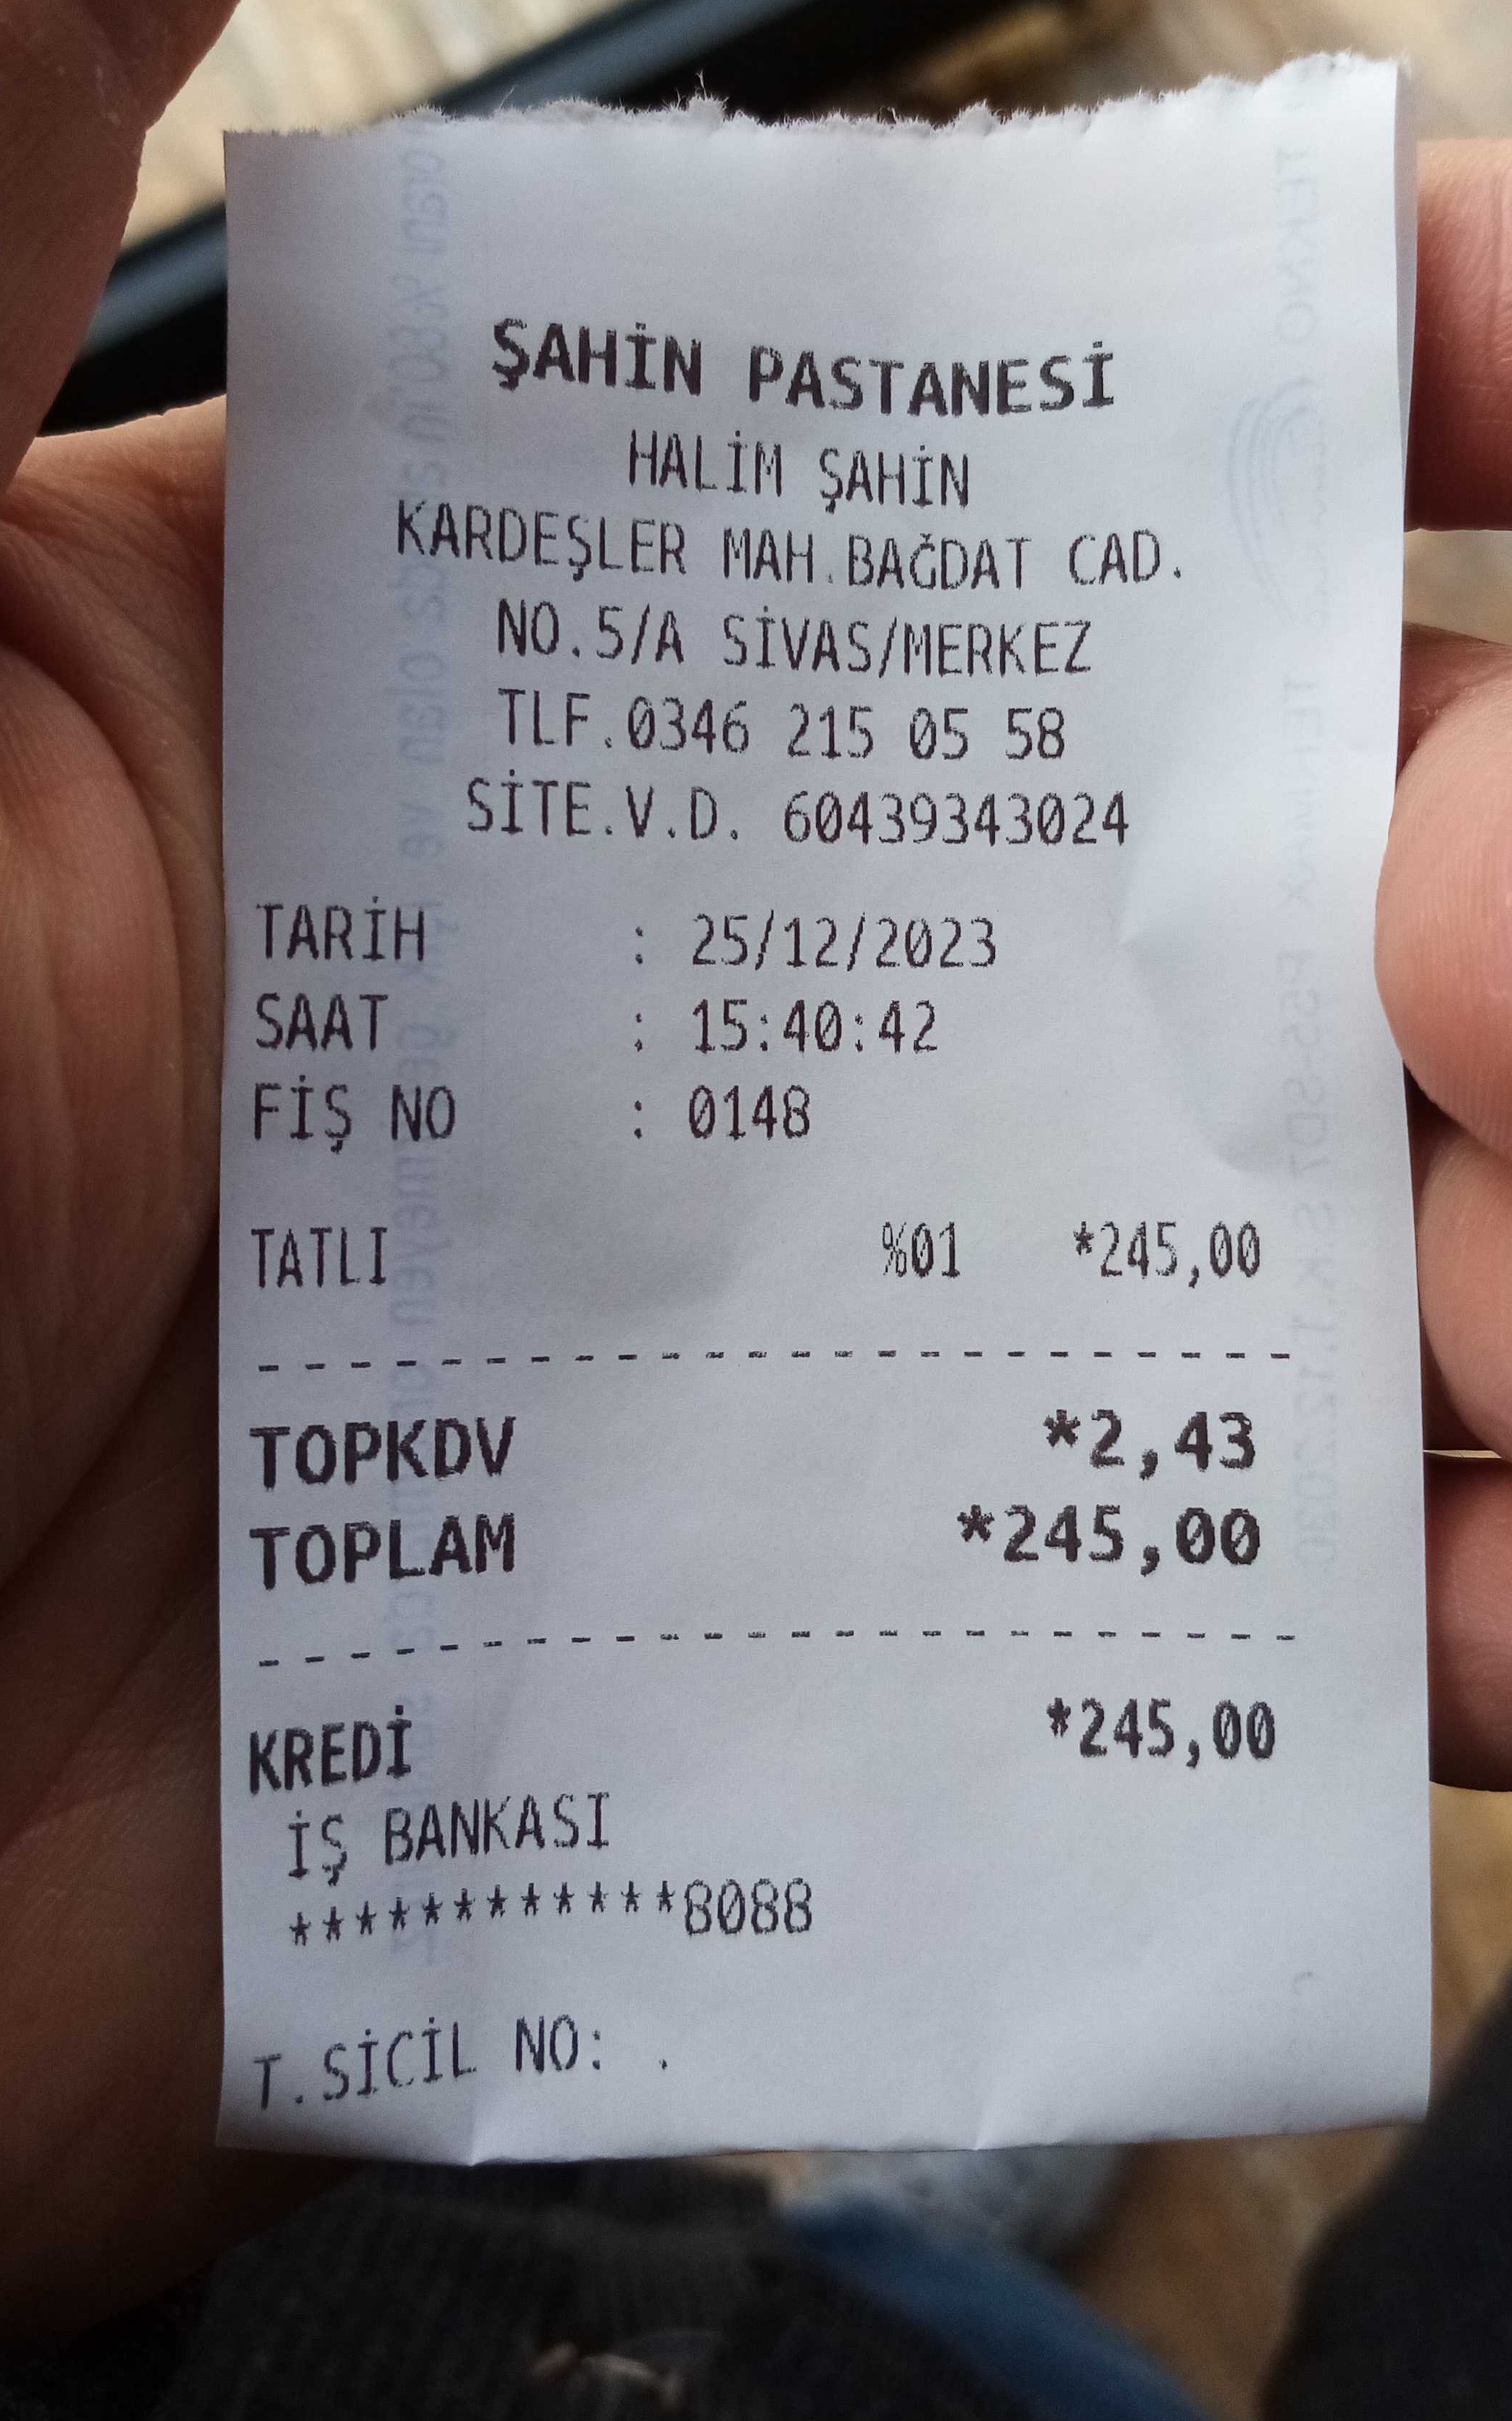 ŞAHİN PASTANESİ
HALİM ŞAHİN
KARDEŞLER MAH.BAĞDAT CAD.
NO.5/A SİVAS/MERKEZ
TLF.0346 215 05 58
SİTE.V.D. 60439343024
TARİH : 25/12/2023
SAAT : 15:40:42
FİŞ NO : 0148
TATLI %01 *245,00
------------------------
TOPKDV *2,43
TOPLAM *245,00
------------------------
KREDİ *245,00
İŞ BANKASI
************8088
T.SİCİL NO: .